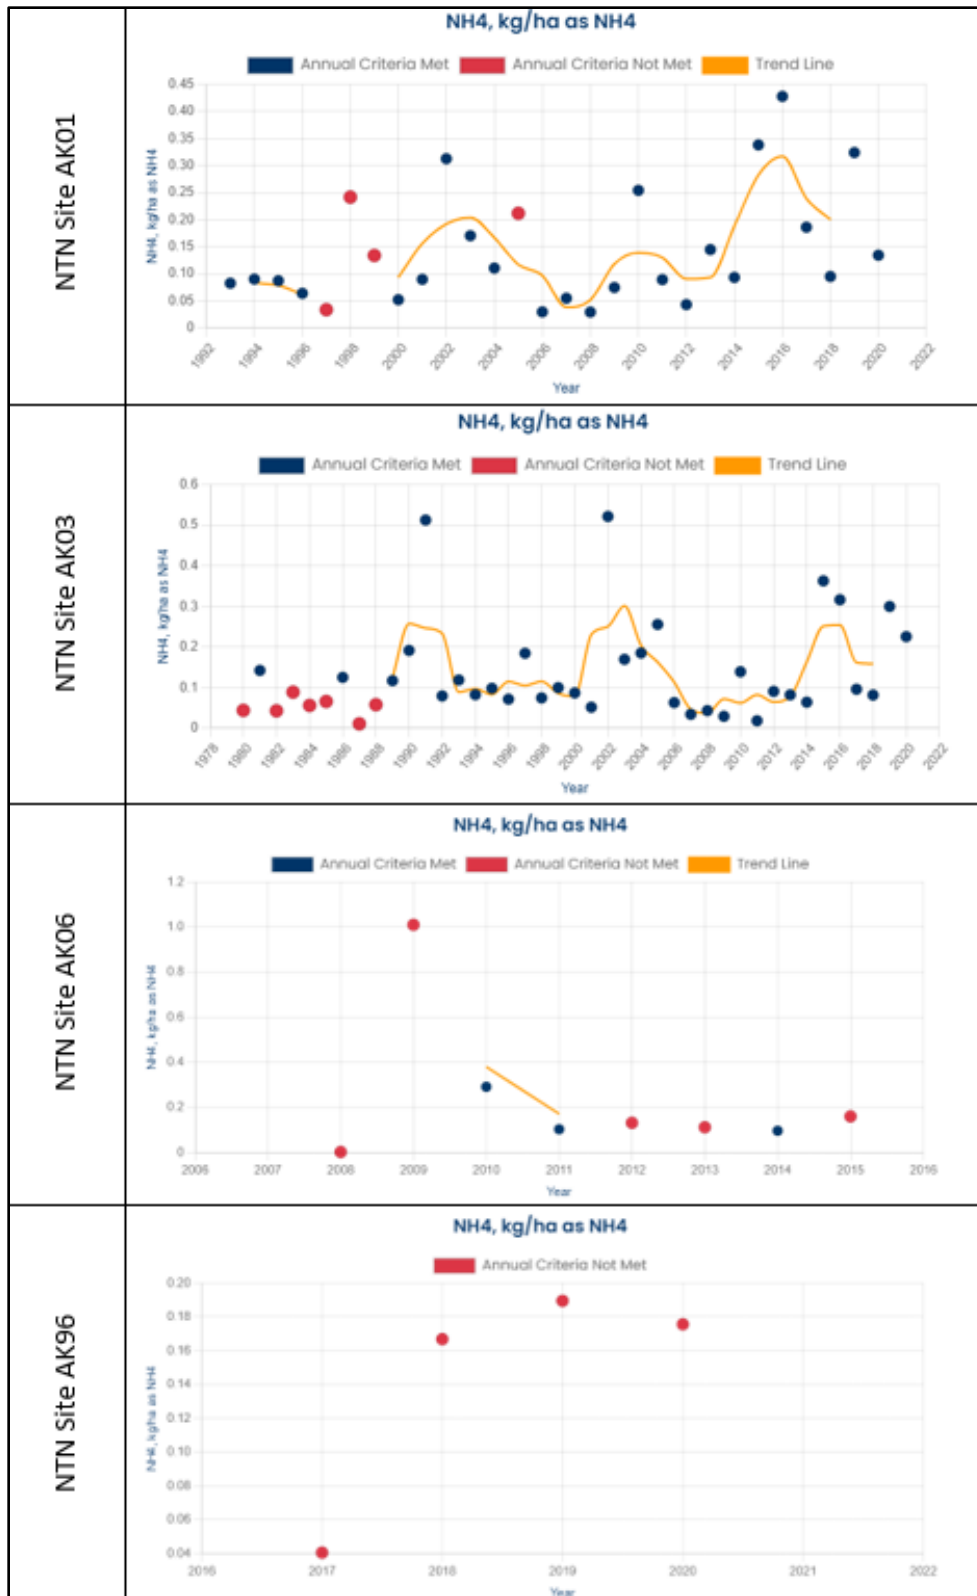 NTN Site AK01
NH4, kg/ha as NH4
Annual Criteria Met Annual Criteria Not Met Trend Line
NH4, kg/ha as NH4
0.45
0.40
0.35
0.30
0.25
0.20
0.15
0.10
0.05
0
1992 1994 1996 1998 2000 2002 2004 2006 2008 2010 2012 2014 2016 2018 2020 2022
Year
NTN Site AK03
NH4, kg/ha as NH4
Annual Criteria Met Annual Criteria Not Met Trend Line
NH4, kg/ha as NH4
0.6
0.5
0.4
0.3
0.2
0.1
0
1978 1980 1982 1984 1986 1988 1990 1992 1994 1996 1998 2000 2002 2004 2006 2008 2010 2012 2014 2016 2018 2020 2022
Year
NTN Site AK06
NH4, kg/ha as NH4
Annual Criteria Met Annual Criteria Not Met Trend Line
NH4, kg/ha as NH4
1.2
1.0
0.8
0.6
0.4
0.2
0
2006 2007 2008 2009 2010 2011 2012 2013 2014 2015 2016
Year
NTN Site AK96
NH4, kg/ha as NH4
Annual Criteria Not Met
NH4, kg/ha as NH4
0.20
0.18
0.16
0.14
0.12
0.10
0.08
0.06
0.04
2016 2017 2018 2019 2020 2021 2022
Year